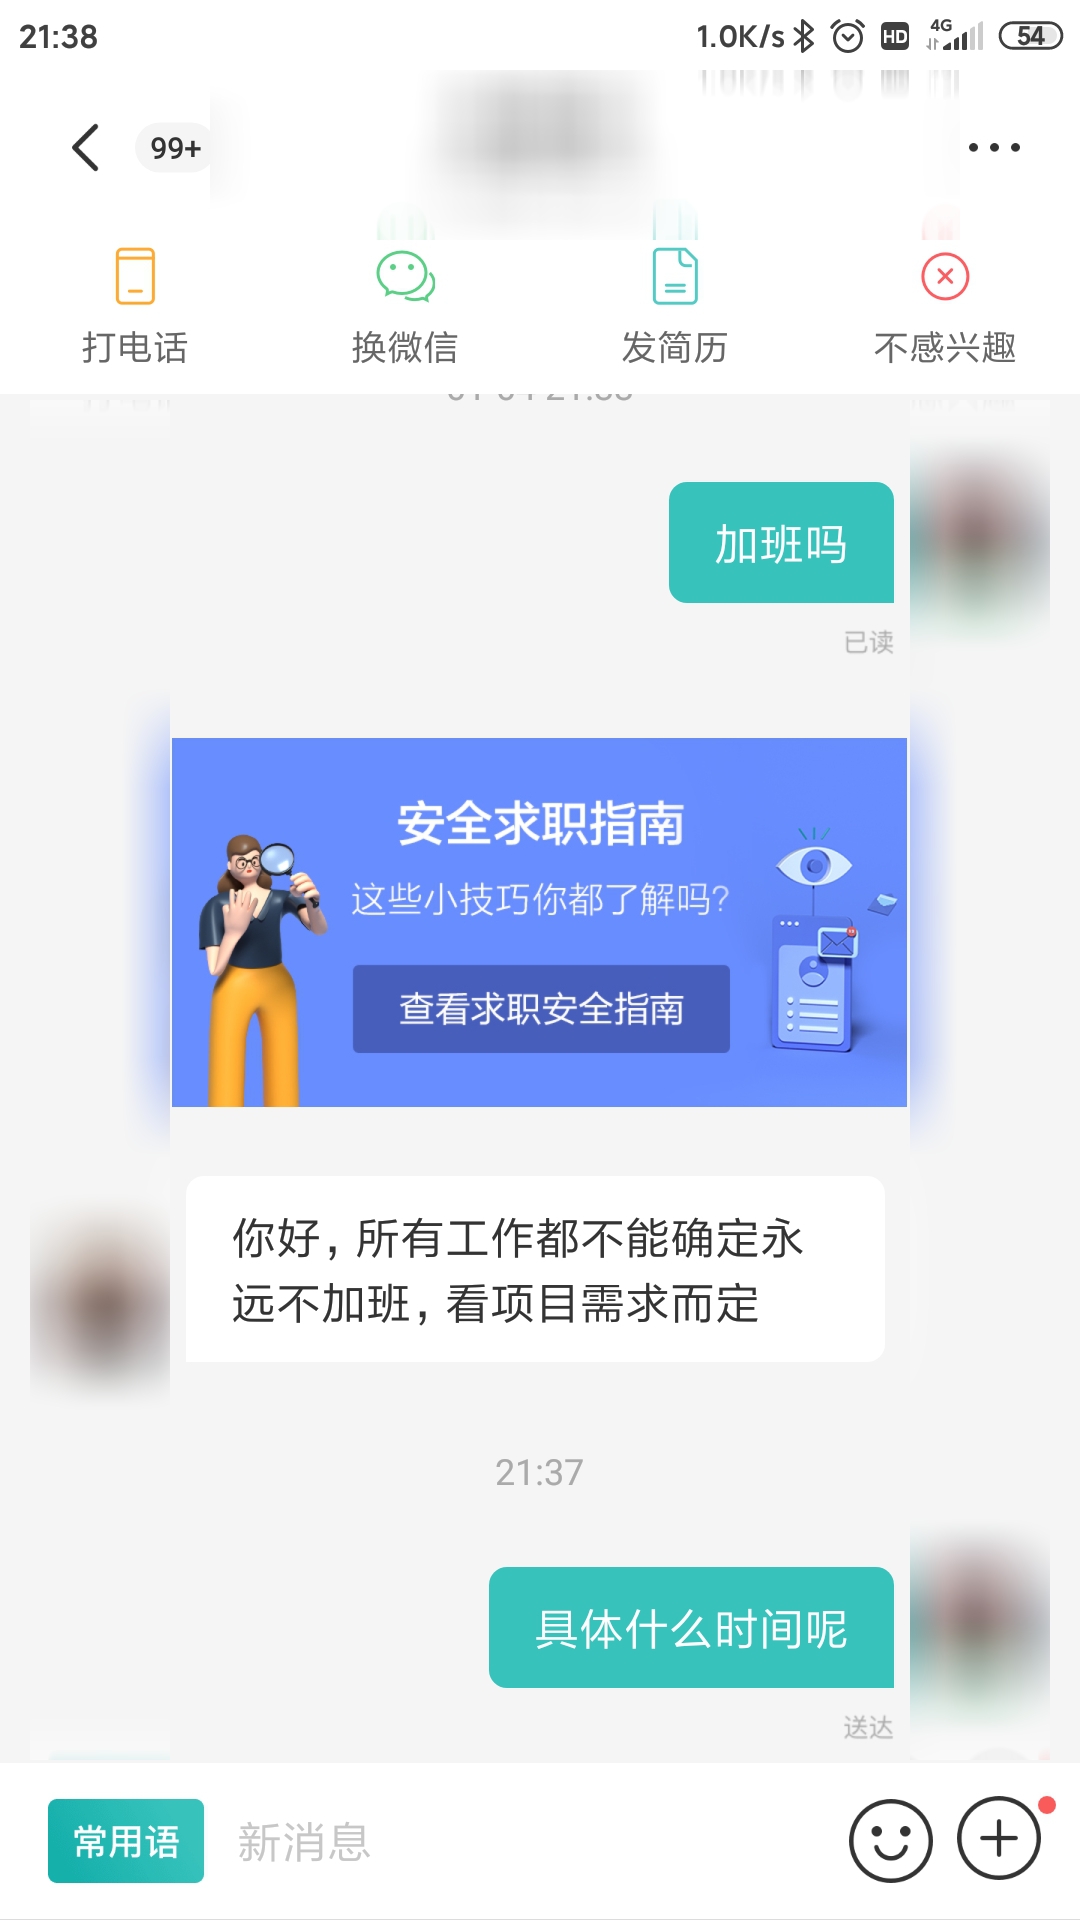 21:38
1.0K/s
HD
4G
54
99+
打电话
换微信
发简历
不感兴趣
加班吗
已读
安全求职指南
这些小技巧你都了解吗?
查看求职安全指南
你好，所有工作都不能确定永
远不加班，看项目需求而定
21:37
具体什么时间呢
送达
常用语
新消息